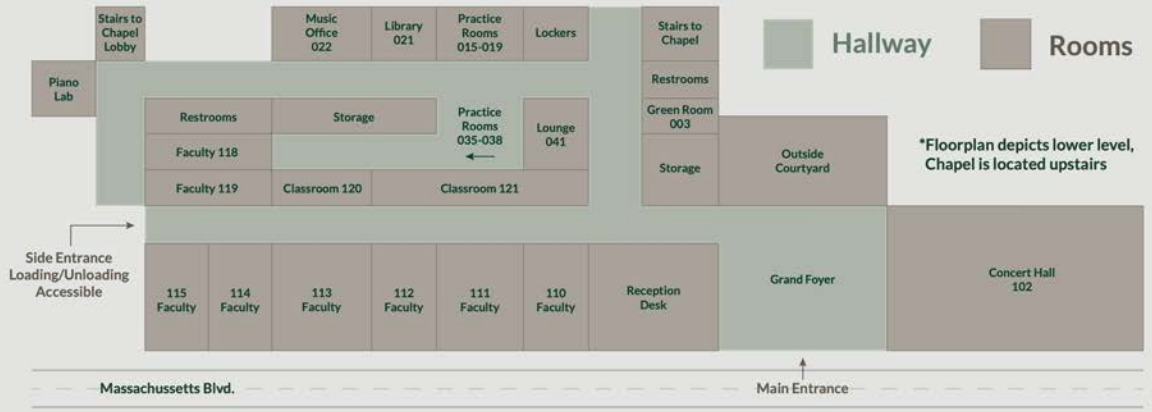 Stairs to
Chapel
Lobby
Music
Office
022
Library
021
Practice
Rooms
015-019
Lockers
Stairs to
Chapel
Hallway
Rooms
Piano
Lab
Restrooms
Restrooms
Storage
Practice
Rooms
035-038
Lounge
041
Green Room
003
Faculty 118
Storage
Outside
Courtyard
*Floorplan depicts lower level,
Chapel is located upstairs
Faculty 119
Classroom 120
Classroom 121
Side Entrance
Loading/Unloading
Accessible
115
Faculty
114
Faculty
113
Faculty
112
Faculty
111
Faculty
110
Faculty
Reception
Desk
Grand Foyer
Concert Hall
102
Massachussetts Blvd.
Main Entrance